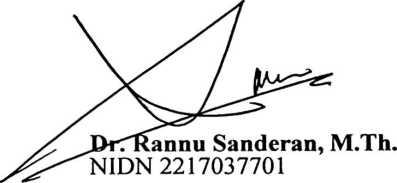 Dr. Rannu Sanderan, M.Th.
NIDN 2217037701